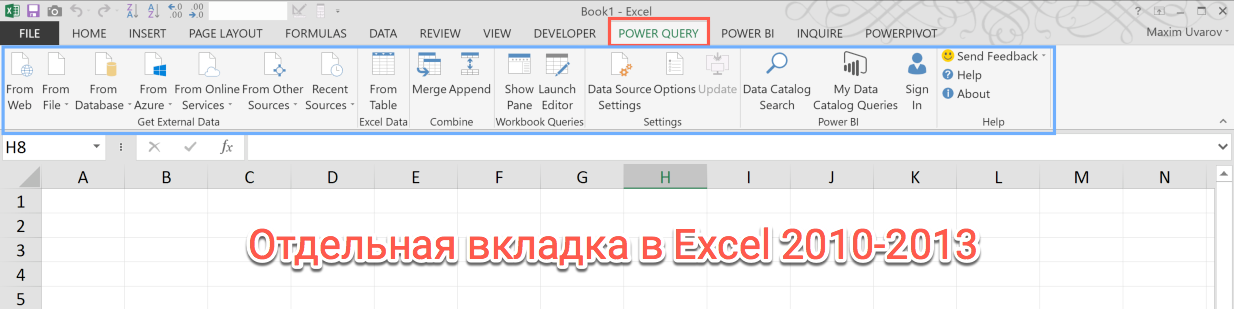 Book1 - Excel
FILE HOME INSERT PAGE LAYOUT FORMULAS DATA REVIEW VIEW DEVELOPER POWER QUERY POWER BI INQUIRE POWERPIVOT Maxim Uvarov
From Web
From File
From Database
From Azure
From Online Services
From Other Sources
Recent Sources
Get External Data
From Table
Excel Data
Merge
Append
Combine
Show Pane
Launch Editor
Workbook Queries
Data Source Settings
Options
Update
Settings
Data Catalog Search
My Data Catalog Queries
Sign In
Power BI
Send Feedback
Help
About
Help
H8 fx
A B C D E F G H I J K L M N
1
2
3
4
5
Отдельная вкладка в Excel 2010-2013